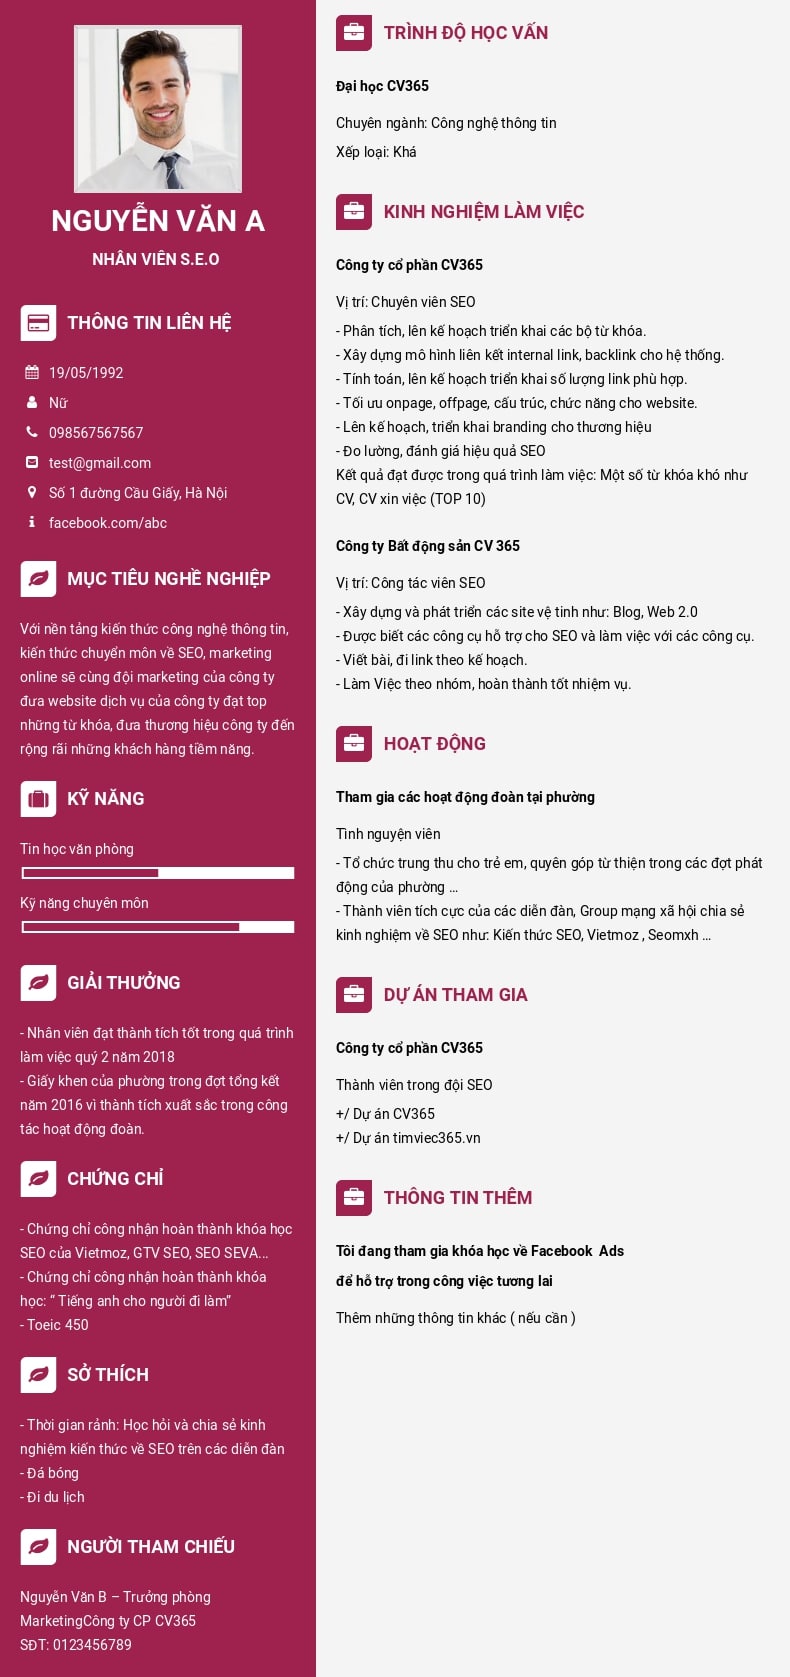 NGUYỄN VĂN A
NHÂN VIÊN S.E.O
THÔNG TIN LIÊN HỆ
19/05/1992
Nữ
098567567567
test@gmail.com
Số 1 đường Cầu Giấy, Hà Nội
facebook.com/abc
MỤC TIÊU NGHỀ NGHIỆP
Với nền tảng kiến thức công nghệ thông tin,
kiến thức chuyển môn về SEO, marketing
online sẽ cùng đội marketing của công ty
đưa website dịch vụ của công ty đạt top
những từ khóa, đưa thương hiệu công ty đến
rộng rãi những khách hàng tiềm năng.
KỸ NĂNG
Tin học văn phòng
Kỹ năng chuyên môn
GIẢI THƯỞNG
- Nhân viên đạt thành tích tốt trong quá trình
làm việc quý 2 năm 2018
- Giấy khen của phường trong đợt tổng kết
năm 2016 vì thành tích xuất sắc trong công
tác hoạt động đoàn.
CHỨNG CHỈ
- Chứng chỉ công nhận hoàn thành khóa học
SEO của Vietmoz, GTV SEO, SEO SEVA...
- Chứng chỉ công nhận hoàn thành khóa
học: “ Tiếng anh cho người đi làm”
- Toeic 450
SỞ THÍCH
- Thời gian rảnh: Học hỏi và chia sẻ kinh
nghiệm kiến thức về SEO trên các diễn đàn
- Đá bóng
- Đi du lịch
NGƯỜI THAM CHIẾU
Nguyễn Văn B – Trưởng phòng
MarketingCông ty CP CV365
SĐT: 0123456789
TRÌNH ĐỘ HỌC VẤN
Đại học CV365
Chuyên ngành: Công nghệ thông tin
Xếp loại: Khá
KINH NGHIỆM LÀM VIỆC
Công ty cổ phần CV365
Vị trí: Chuyên viên SEO
- Phân tích, lên kế hoạch triển khai các bộ từ khóa.
- Xây dựng mô hình liên kết internal link, backlink cho hệ thống.
- Tính toán, lên kế hoạch triển khai số lượng link phù hợp.
- Tối ưu onpage, offpage, cấu trúc, chức năng cho website.
- Lên kế hoạch, triển khai branding cho thương hiệu
- Đo lường, đánh giá hiệu quả SEO
Kết quả đạt được trong quá trình làm việc: Một số từ khóa khó như
CV, CV xin việc (TOP 10)
Công ty Bất động sản CV 365
Vị trí: Công tác viên SEO
- Xây dựng và phát triển các site vệ tinh như: Blog, Web 2.0
- Được biết các công cụ hỗ trợ cho SEO và làm việc với các công cụ.
- Viết bài, đi link theo kế hoạch.
- Làm Việc theo nhóm, hoàn thành tốt nhiệm vụ.
HOẠT ĐỘNG
Tham gia các hoạt động đoàn tại phường
Tình nguyện viên
- Tổ chức trung thu cho trẻ em, quyên góp từ thiện trong các đợt phát
động của phường ...
- Thành viên tích cực của các diễn đàn, Group mạng xã hội chia sẻ
kinh nghiệm về SEO như: Kiến thức SEO, Vietmoz , Seomxh ...
DỰ ÁN THAM GIA
Công ty cổ phần CV365
Thành viên trong đội SEO
+/ Dự án CV365
+/ Dự án timviec365.vn
THÔNG TIN THÊM
Tôi đang tham gia khóa học về Facebook Ads
để hỗ trợ trong công việc tương lai
Thêm những thông tin khác ( nếu cần )